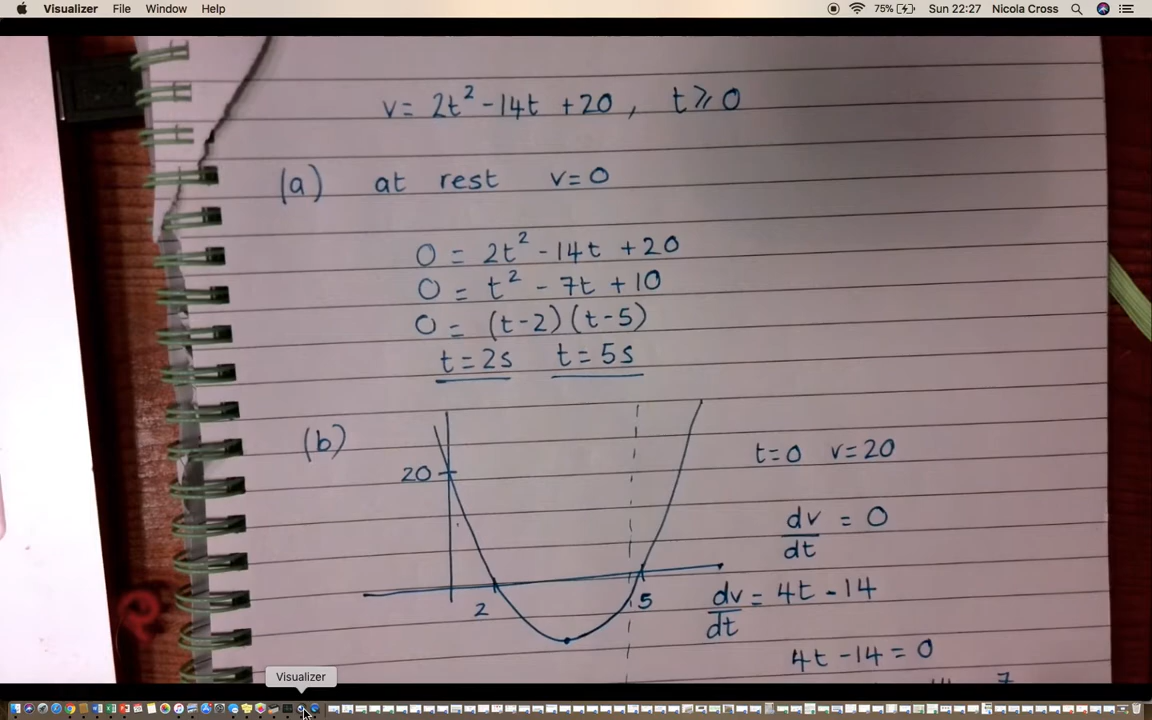 Visualizer File Window Help 75% Sun 22:27 Nicola Cross
v = 2t² - 14t + 20 , t ⩾ 0
(a) at rest v = 0
0 = 2t² - 14t + 20
0 = t² - 7t + 10
0 = (t-2)(t-5)
t = 2s t = 5s
(b)
20
2
5
t=0 v=20
dv/dt = 0
dv/dt = 4t - 14
4t - 14 = 0
7
Visualizer